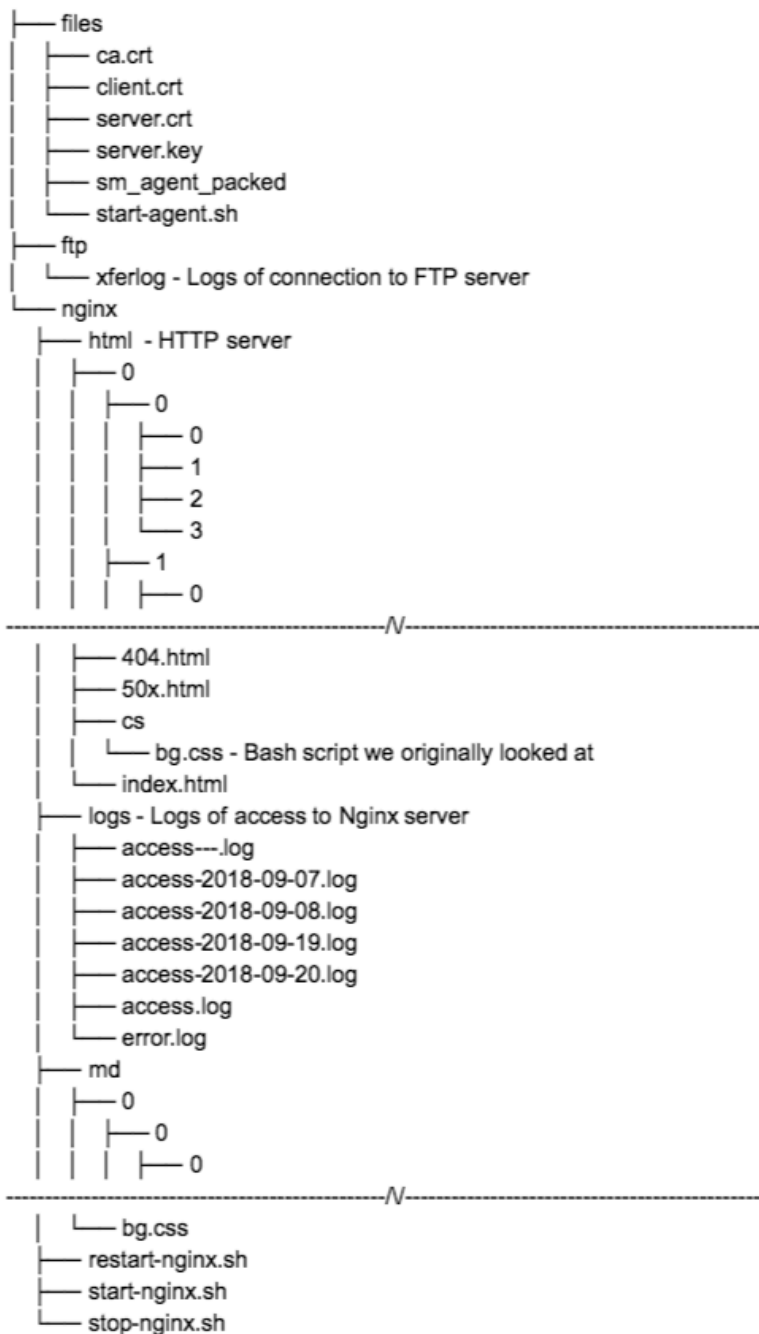 files
ca.crt
client.crt
server.crt
server.key
sm_agent_packed
start-agent.sh
ftp
xferlog - Logs of connection to FTP server
nginx
html - HTTP server
0
0
0
1
2
3
1
0
-----//-----
404.html
50x.html
cs
bg.css - Bash script we originally looked at
index.html
logs - Logs of access to Nginx server
access---.log
access-2018-09-07.log
access-2018-09-08.log
access-2018-09-19.log
access-2018-09-20.log
access.log
error.log
md
0
0
0
-----//-----
bg.css
restart-nginx.sh
start-nginx.sh
stop-nginx.sh